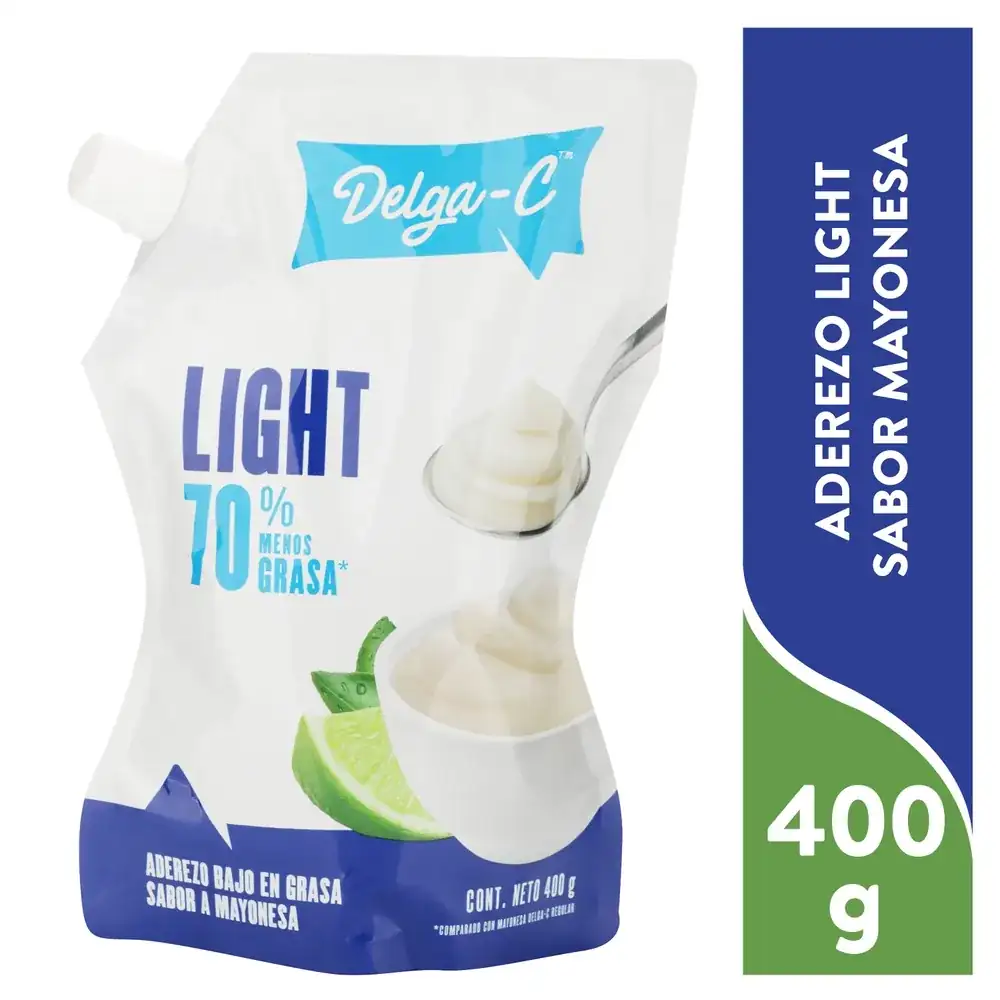 Delga-C™
LIGHT
70%
MENOS
GRASA*
ADEREZO BAJO EN GRASA
SABOR A MAYONESA
CONT. NETO 400 g
*COMPARADO CON MAYONESA DELGA-C REGULAR
ADEREZO LIGHT
SABOR MAYONESA
400
g